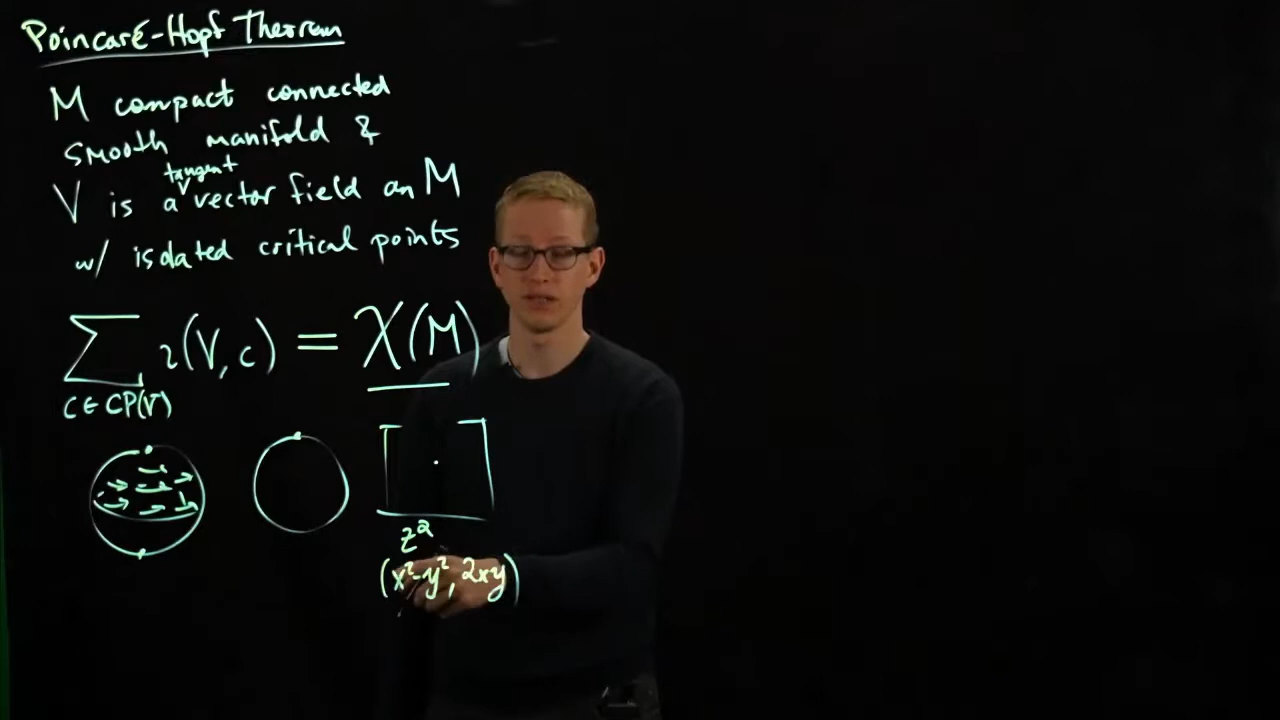 Poincaré-Hopf Theorem
M compact connected
smooth manifold &
tangent
V is a vector field on M
w/ isolated critical points
∑ ι(V, c) = χ(M)
c ∈ CP(V)
z²
(x²-y², 2xy)